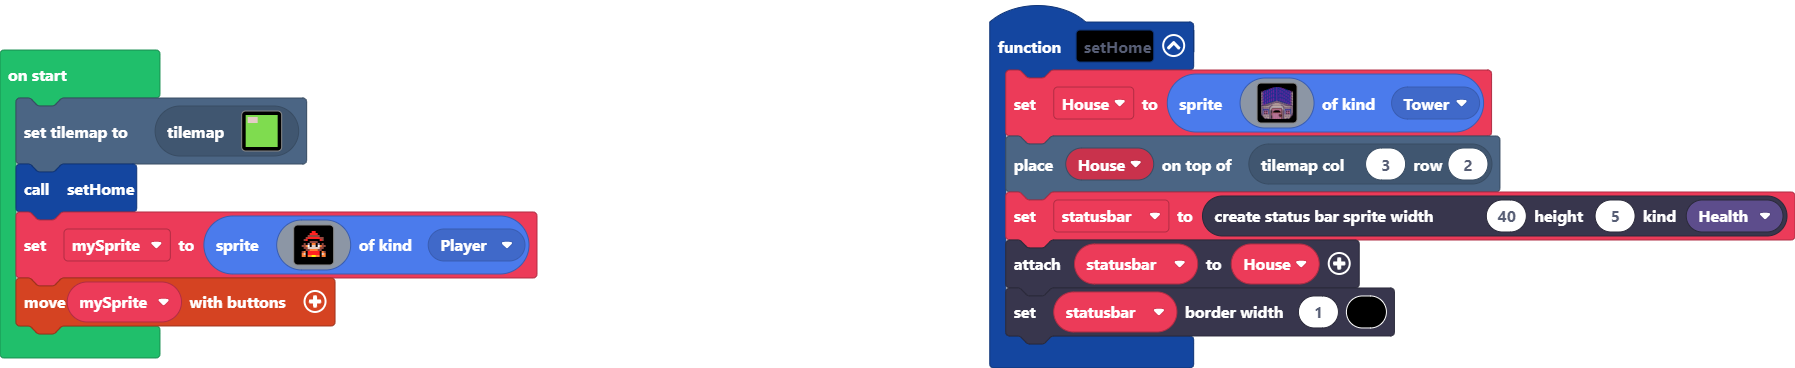 on start
set tilemap to tilemap
call setHome
set mySprite to sprite of kind Player
move mySprite with buttons
function setHome
set House to sprite of kind Tower
place House on top of tilemap col 3 row 2
set statusbar to create status bar sprite width 40 height 5 kind Health
attach statusbar to House
set statusbar border width 1